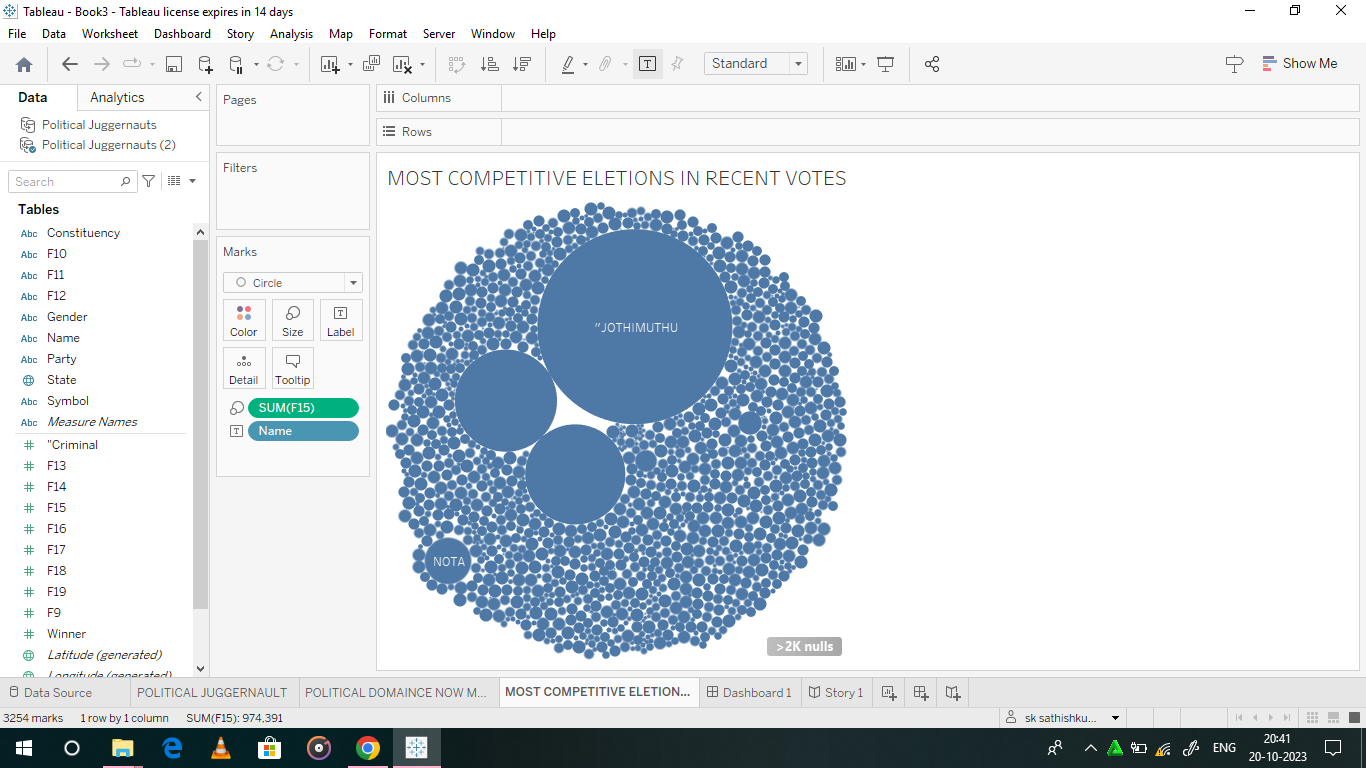 Tableau - Book3 - Tableau license expires in 14 days
File Data Worksheet Dashboard Story Analysis Map Format Server Window Help
Standard
Show Me
Data Analytics
Political Juggernauts
Political Juggernauts (2)
Search
Tables
Abc Constituency
Abc F10
Abc F11
Abc F12
Abc Gender
Abc Name
Abc Party
State
Abc Symbol
Abc Measure Names
# "Criminal
# F13
# F14
# F15
# F16
# F17
# F18
# F19
# F9
# Winner
Latitude (generated)
Longitude (generated)
Pages
Filters
Marks
Circle
Color Size Label
Detail Tooltip
SUM(F15)
Name
Columns
Rows
MOST COMPETITIVE ELETIONS IN RECENT VOTES
"JOTHIMUTHU
NOTA
>2K nulls
Data Source POLITICAL JUGGERNAULT POLITICAL DOMAINCE NOW M... MOST COMPETITIVE ELETION... Dashboard 1 Story 1
3254 marks 1 row by 1 column SUM(F15): 974,391 sk sathishku...
ENG
20:41
20-10-2023